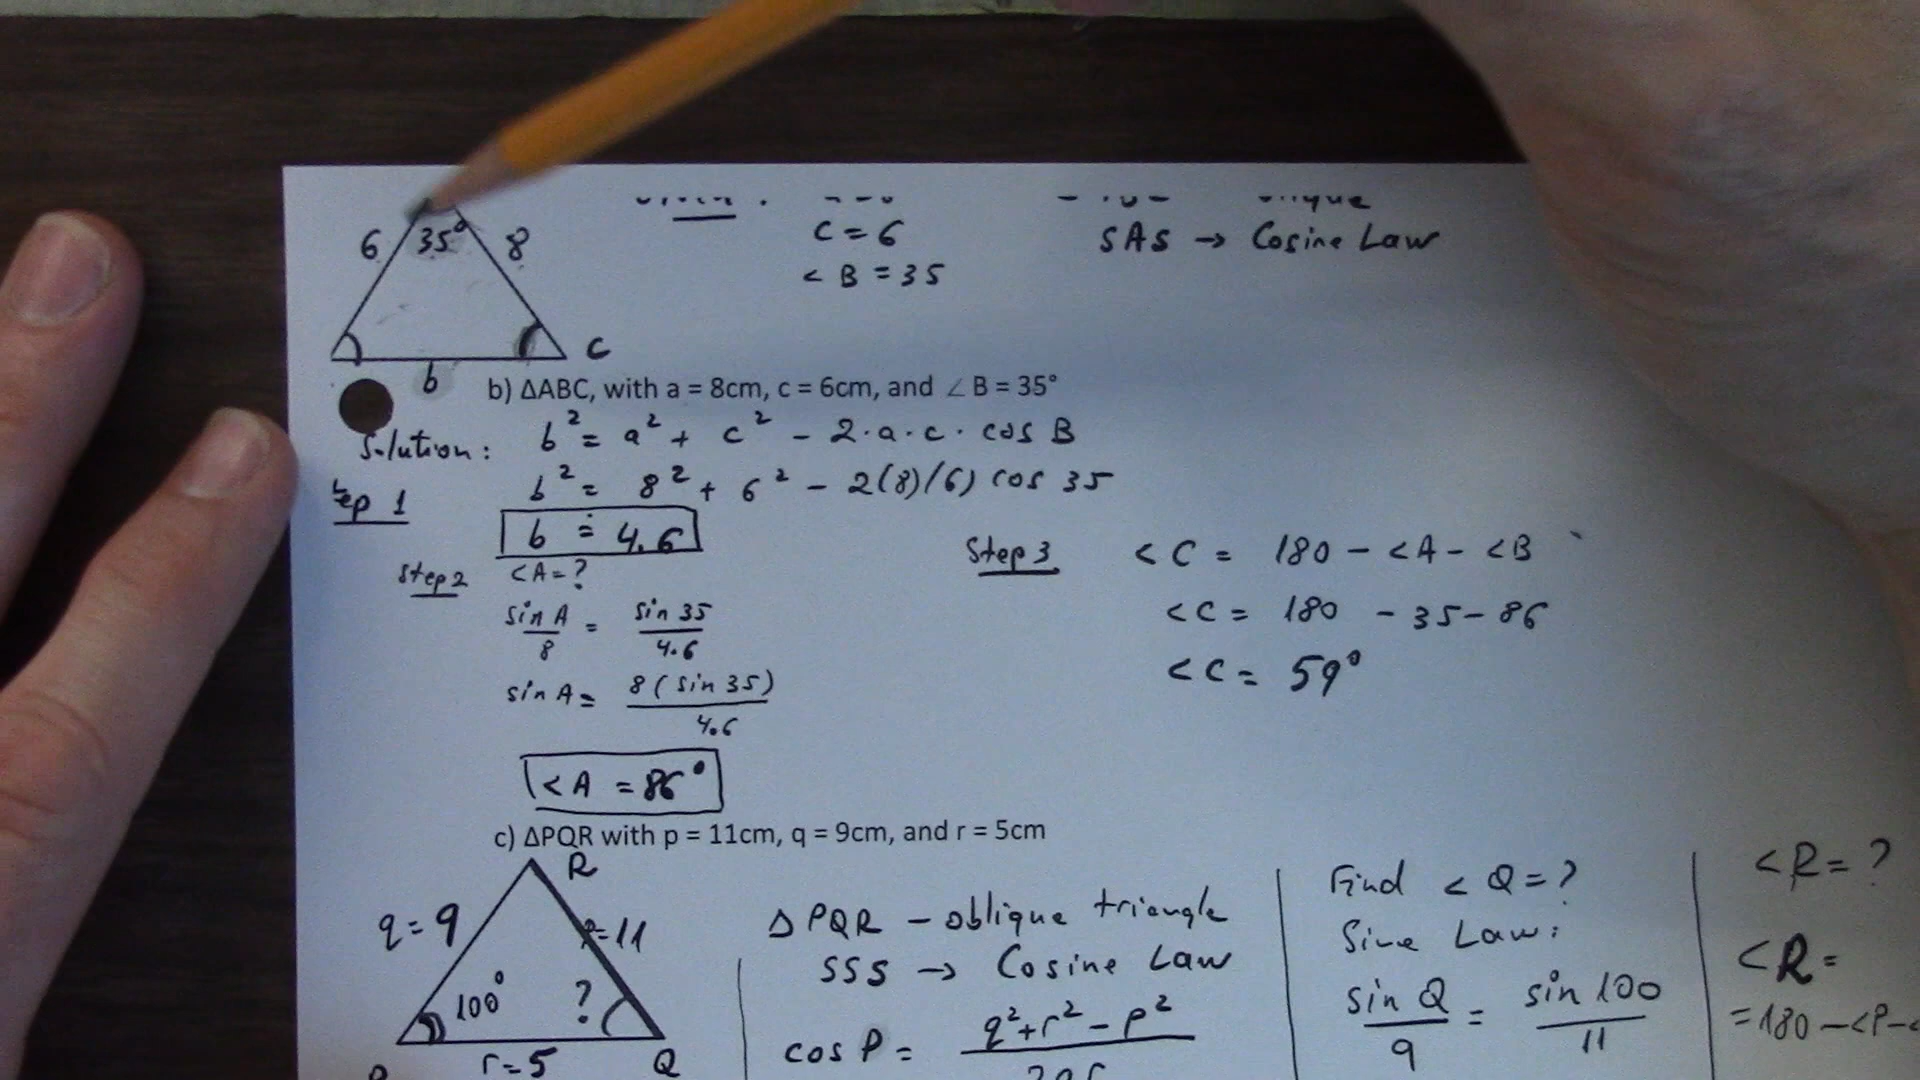 C = 6
SAS → Cosine Law
< B = 35
6 35° 8
C
b
b) ΔABC, with a = 8cm, c = 6cm, and ∠B = 35°
Solution: b² = a² + c² - 2·a·c·cos B
ep 1 b² = 8² + 6² - 2(8)(6) cos 35
b ≐ 4.6
Step 2 <A = ?
sin A / 8 = sin 35 / 4.6
sin A = 8 (sin 35) / 4.6
<A = 86°
Step 3 <C = 180 - <A - <B
<C = 180 - 35 - 86
<C = 59°
c) ΔPQR with p = 11cm, q = 9cm, and r = 5cm
R
q = 9 p=11
100° ?
r=5 Q
Δ PQR - oblique triangle
SSS → Cosine Law
cos P = q² + r² - p²
Find < Q = ?
Sine Law:
sin Q / 9 = sin 100 / 11
<R = ?
<R =
= 180 - <P - <